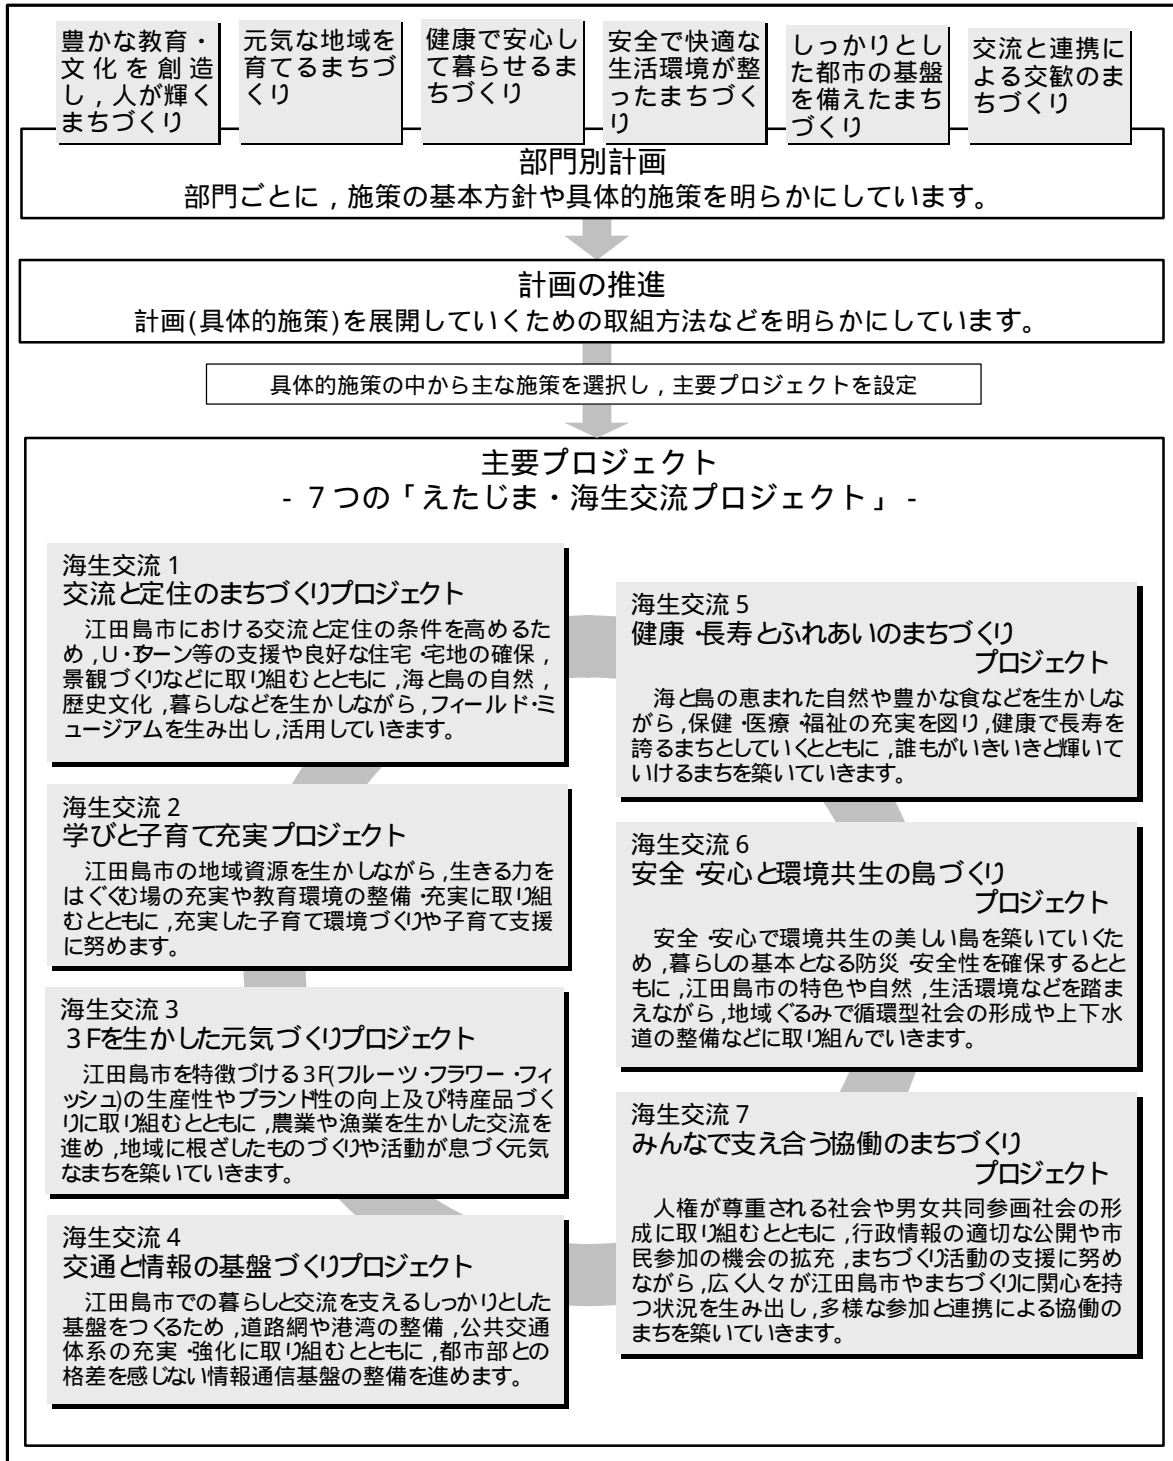 豊かな教育・
文化を創造
し，人が輝く
まちづくり
元気な地域を
育てるまちづ
くり
健康で安心し
て暮らせるま
ちづくり
安全で快適な
生活環境が整
ったまちづく
り
しっかりとし
た都市の基盤
を備えたまち
づくり
交流と連携に
よる交歓のま
ちづくり
部門別計画
部門ごとに，施策の基本方針や具体的施策を明らかにしています。
計画の推進
計画(具体的施策)を展開していくための取組方法などを明らかにしています。
具体的施策の中から主な施策を選択し，主要プロジェクトを設定
主要プロジェクト
- 7つの「えたじま・海生交流プロジェクト」-
海生交流1
交流と定住のまちづくりプロジェクト
江田島市における交流と定住の条件を高めるた
め，U・Iターン等の支援や良好な住宅・宅地の確保，
景観づくりなどに取り組むとともに，海と島の自然，
歴史文化，暮らしなどを生かしながら，フィールド・ミ
ュージアムを生み出し，活用していきます。
海生交流2
学びと子育て充実プロジェクト
江田島市の地域資源を生かしながら，生きる力を
はぐくむ場の充実や教育環境の整備・充実に取り組
むとともに，充実した子育て環境づくりや子育て支援
に努めます。
海生交流3
3Fを生かした元気づくりプロジェクト
江田島市を特徴づける3F(フルーツ・フラワー・フィ
ッシュ)の生産性やブランド性の向上及び特産品づく
りに取り組むとともに，農業や漁業を生かした交流を
進め，地域に根ざしたものづくりや活動が息づく元気
なまちを築いていきます。
海生交流4
交通と情報の基盤づくりプロジェクト
江田島市での暮らしと交流を支えるしっかりとした
基盤をつくるため，道路網や港湾の整備，公共交通
体系の充実・強化に取り組むとともに，都市部との
格差を感じない情報通信基盤の整備を進めます。
海生交流5
健康・長寿とふれあいのまちづくり
プロジェクト
海と島の恵まれた自然や豊かな食などを生かしな
がら，保健・医療・福祉の充実を図り，健康で長寿を
誇るまちとしていくとともに，誰もがいきいきと輝いて
いけるまちを築いていきます。
海生交流6
安全・安心と環境共生の島づくり
プロジェクト
安全・安心で環境共生の美しい島を築いていくた
め，暮らしの基本となる防災・安全性を確保するとと
もに，江田島市の特色や自然，生活環境などを踏ま
えながら，地域ぐるみで循環型社会の形成や上下水
道の整備などに取り組んでいきます。
海生交流7
みんなで支え合う協働のまちづくり
プロジェクト
人権が尊重される社会や男女共同参画社会の形
成に取り組むとともに，行政情報の適切な公開や市
民参加の機会の拡充，まちづくり活動の支援に努め
ながら，広く人々が江田島市やまちづくりに関心を持
つ状況を生み出し，多様な参加と連携による協働の
まちを築いていきます。